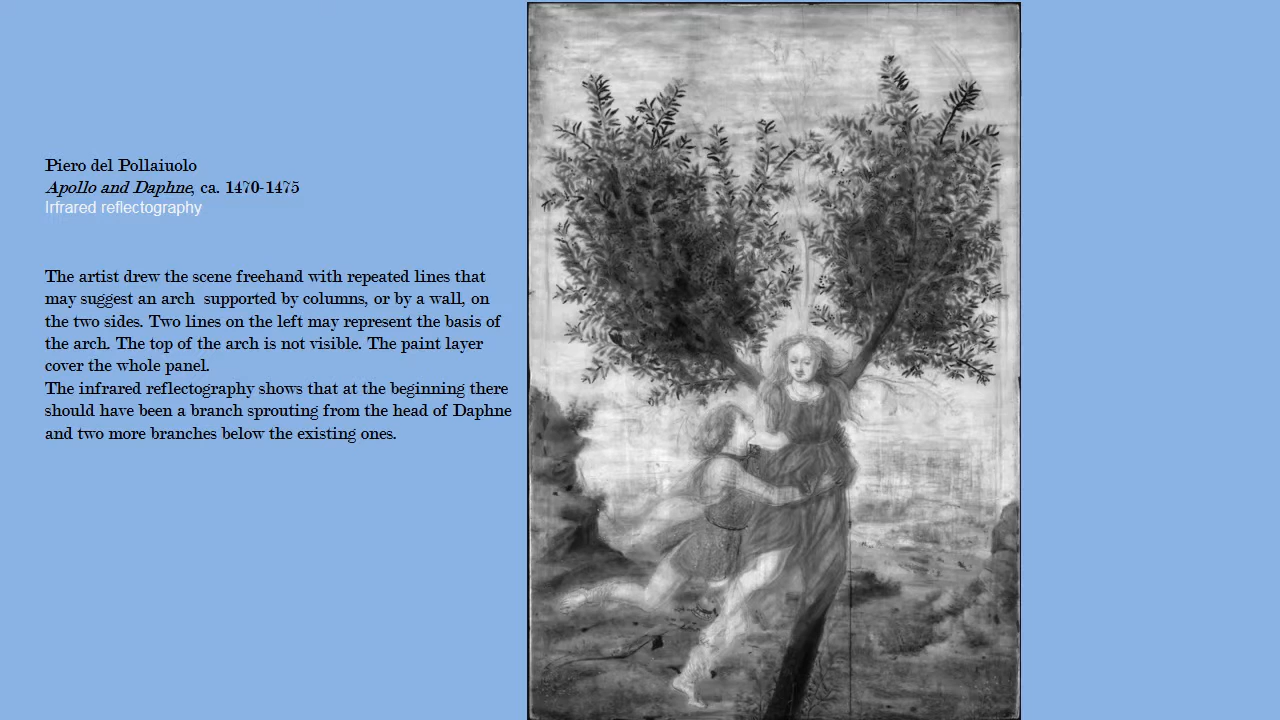 Piero del Pollaiuolo
Apollo and Daphne, ca. 1470-1475
Irfrared reflectography
The artist drew the scene freehand with repeated lines that
may suggest an arch  supported by columns, or by a wall, on
the two sides. Two lines on the left may represent the basis of
the arch. The top of the arch is not visible. The paint layer
cover the whole panel.
The infrared reflectography shows that at the beginning there
should have been a branch sprouting from the head of Daphne
and two more branches below the existing ones.